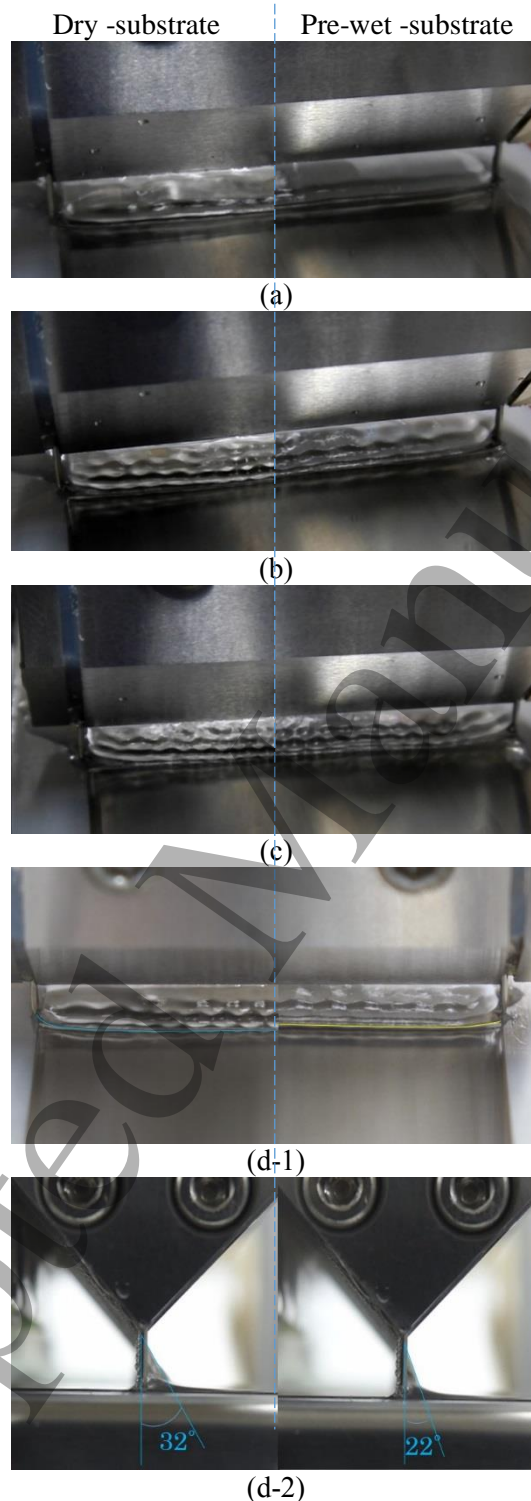 Dry -substrate Pre-wet -substrate
(a)
(b)
(c)
(d-1)
32° 22°
(d-2)